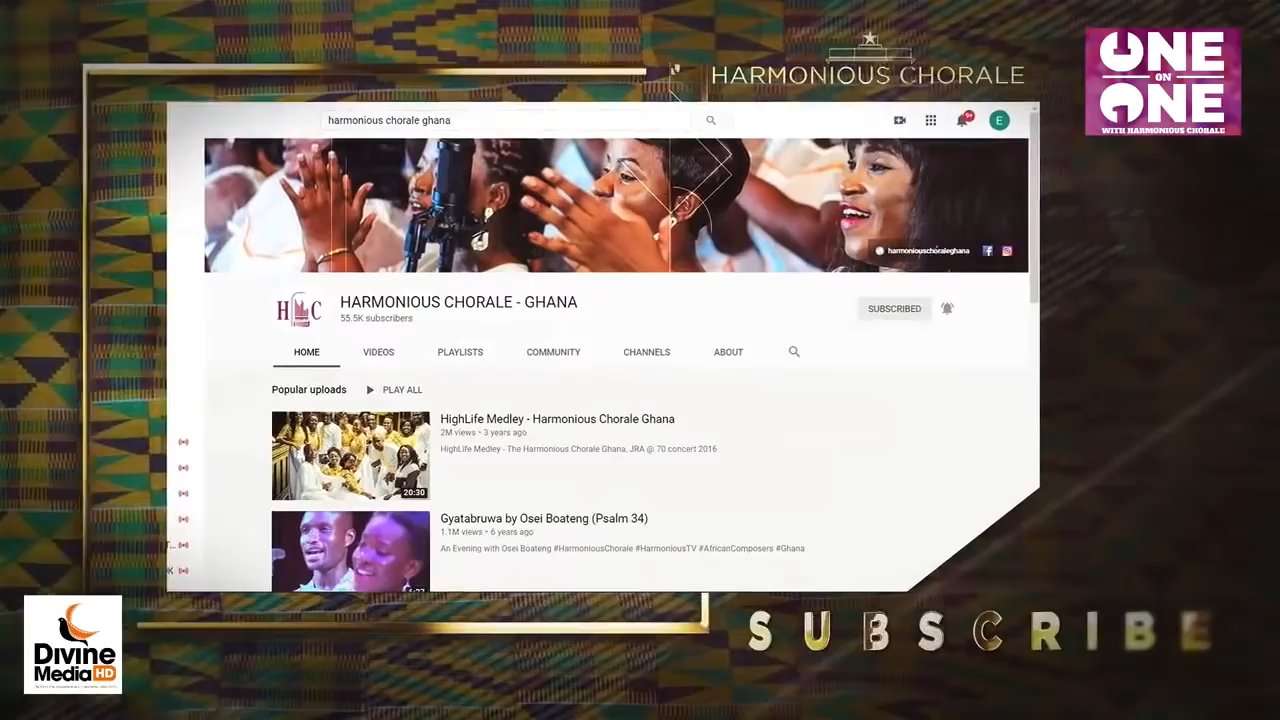 HARMONIOUS CHORALE
ONE
ON
ONE
WITH HARMONIOUS CHORALE
harmonious chorale ghana
9+
E
harmoniouschoraleghana
H C
HARMONIOUS CHORALE - GHANA
55.5K subscribers
SUBSCRIBED
HOME
VIDEOS
PLAYLISTS
COMMUNITY
CHANNELS
ABOUT
Popular uploads
PLAY ALL
HighLife Medley - Harmonious Chorale Ghana
2M views • 3 years ago
HighLife Medley - The Harmonious Chorale Ghana, JRA @ 70 concert 2016
20:30
Gyatabruwa by Osei Boateng (Psalm 34)
1.1M views • 6 years ago
An Evening with Osei Boateng #HarmoniousChorale #HarmoniousTV #AfricanComposers #Ghana
T...
K
SUBSCRIBE
Divine
Media HD